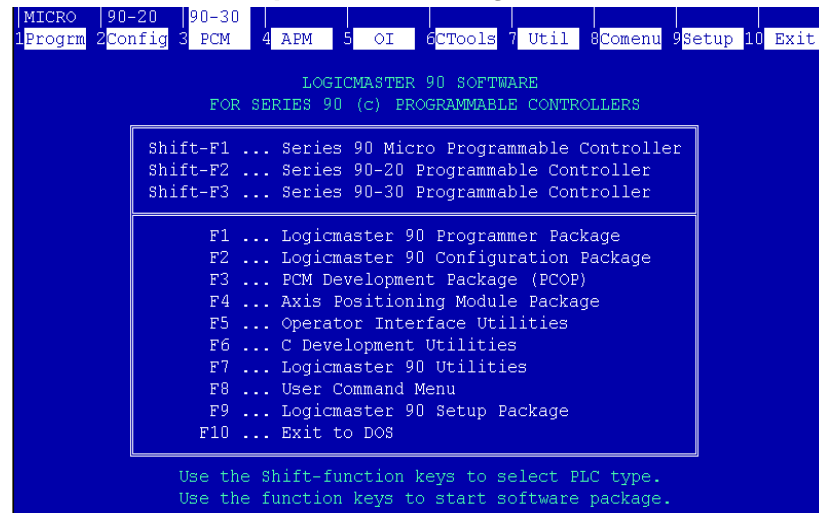 MICRO 90-20 90-30
1Progrm 2Config 3 PCM 4 APM 5 OI 6CTools 7 Util 8Comenu 9Setup 10 Exit
LOGICMASTER 90 SOFTWARE
FOR SERIES 90 (c) PROGRAMMABLE CONTROLLERS
Shift-F1 ... Series 90 Micro Programmable Controller
Shift-F2 ... Series 90-20 Programmable Controller
Shift-F3 ... Series 90-30 Programmable Controller
F1 ... Logicmaster 90 Programmer Package
F2 ... Logicmaster 90 Configuration Package
F3 ... PCM Development Package (PCOP)
F4 ... Axis Positioning Module Package
F5 ... Operator Interface Utilities
F6 ... C Development Utilities
F7 ... Logicmaster 90 Utilities
F8 ... User Command Menu
F9 ... Logicmaster 90 Setup Package
F10 ... Exit to DOS
Use the Shift-function keys to select PLC type.
Use the function keys to start software package.